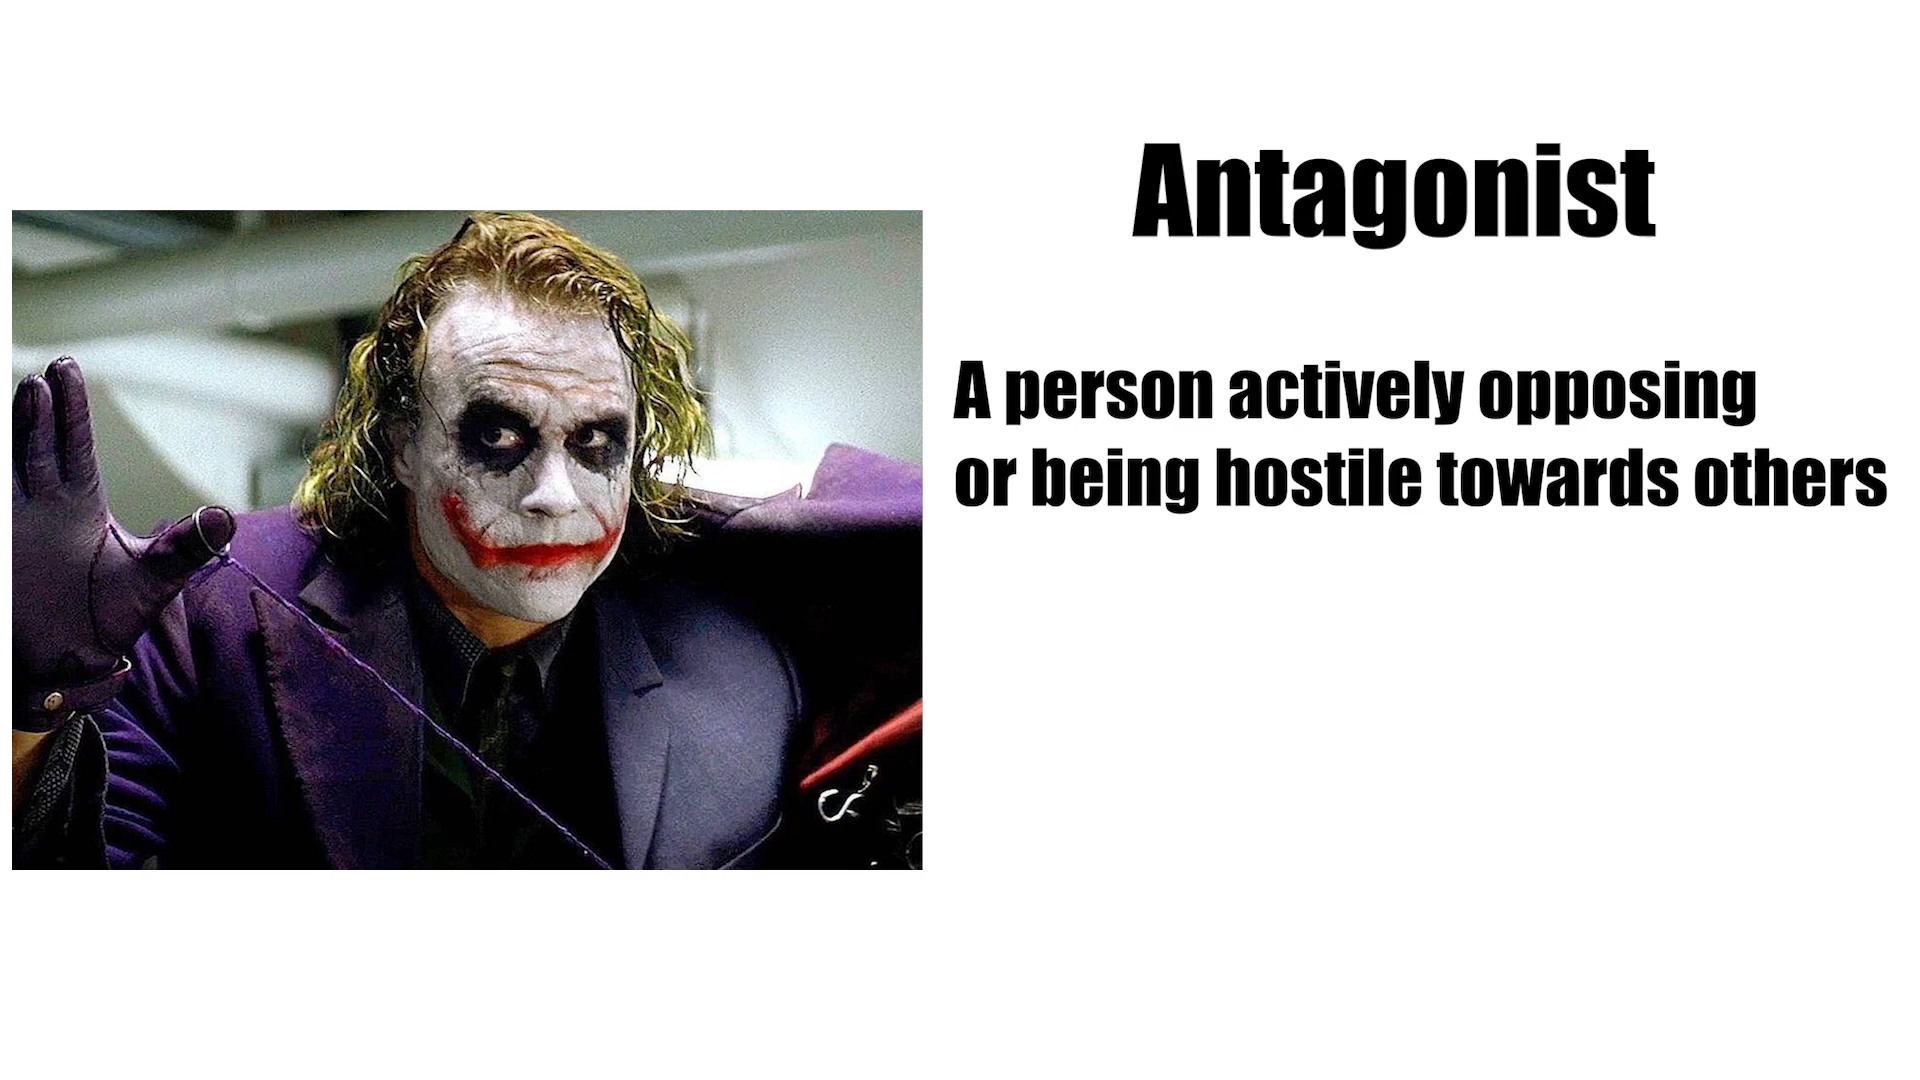 Antagonist
A person actively opposing
or being hostile towards others